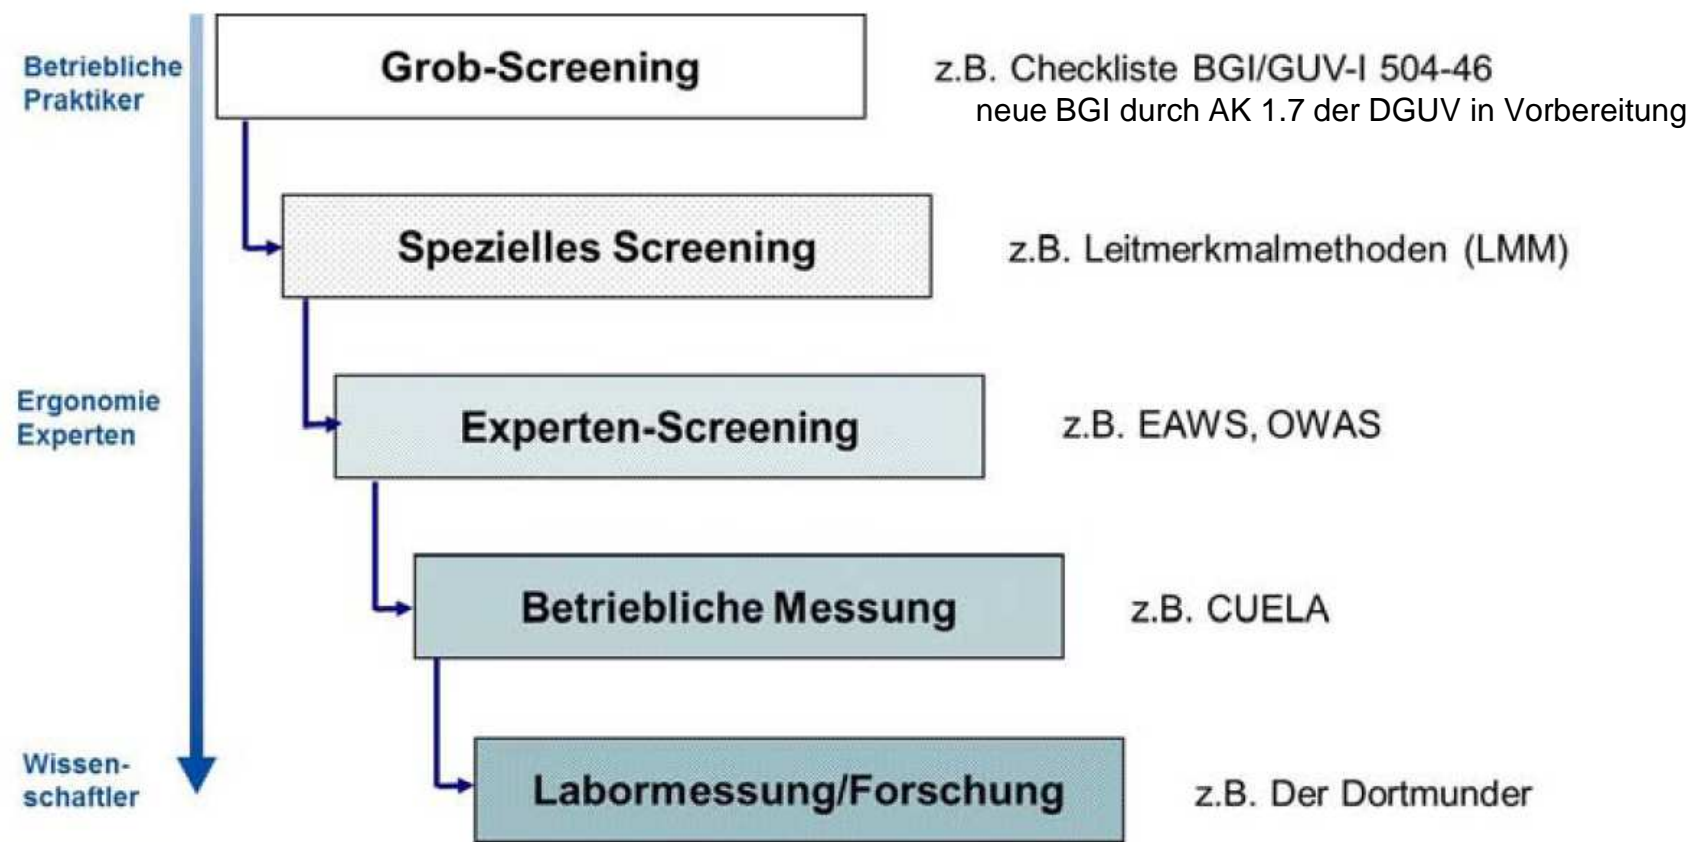 Betriebliche
Praktiker
Grob-Screening
z.B. Checkliste BGI/GUV-I 504-46
neue BGI durch AK 1.7 der DGUV in Vorbereitung
Spezielles Screening
z.B. Leitmerkmalmethoden (LMM)
Ergonomie
Experten
Experten-Screening
z.B. EAWS, OWAS
Betriebliche Messung
z.B. CUELA
Wissen-
schaftler
Labormessung/Forschung
z.B. Der Dortmunder